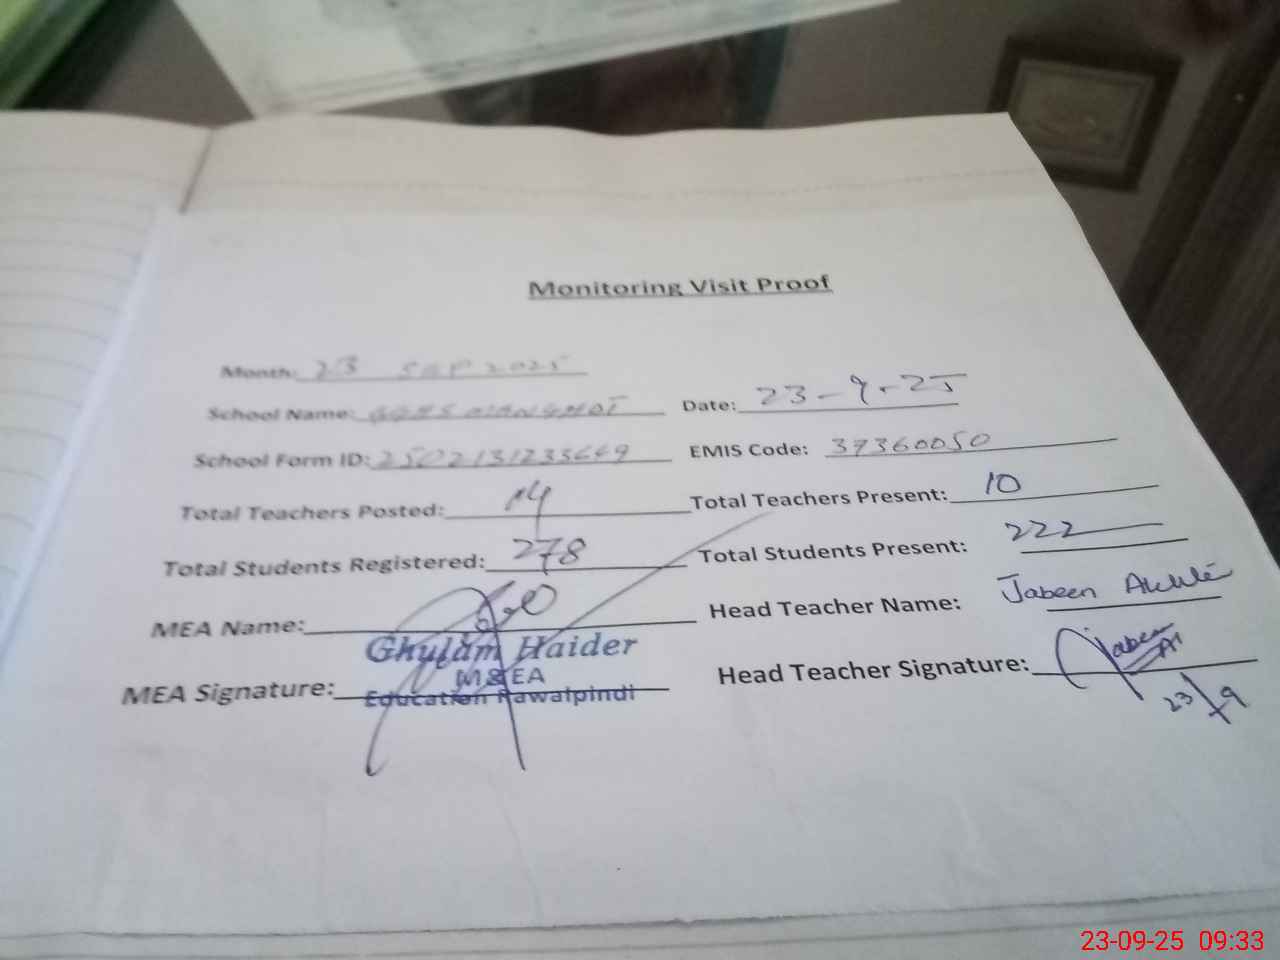 Monitoring Visit Proof
Month: 23 SEP 2025
School Name: Date: 23-9-25
School Form ID: EMIS Code: 37360050
Total Teachers Posted: 14 Total Teachers Present: 10
Total Students Registered: 278 Total Students Present: 222
MEA Name: Head Teacher Name: Jabeen
Ghulam Haider
M&EA
MEA Signature: Education Rawalpindi Head Teacher Signature: Jabeen
23/9
23-09-25 09:33